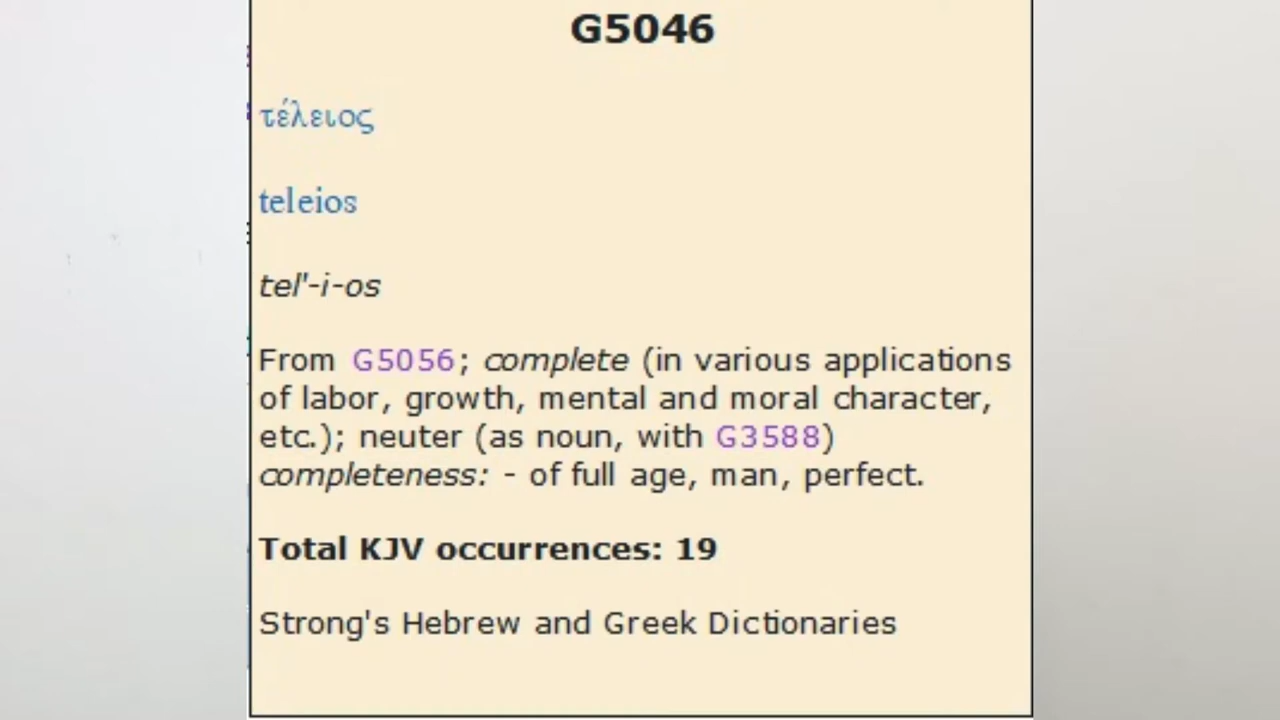 G5046
τέλειος
teleios
tel'-i-os
From G5056; complete (in various applications
of labor, growth, mental and moral character,
etc.); neuter (as noun, with G3588)
completeness: - of full age, man, perfect.
Total KJV occurrences: 19
Strong's Hebrew and Greek Dictionaries